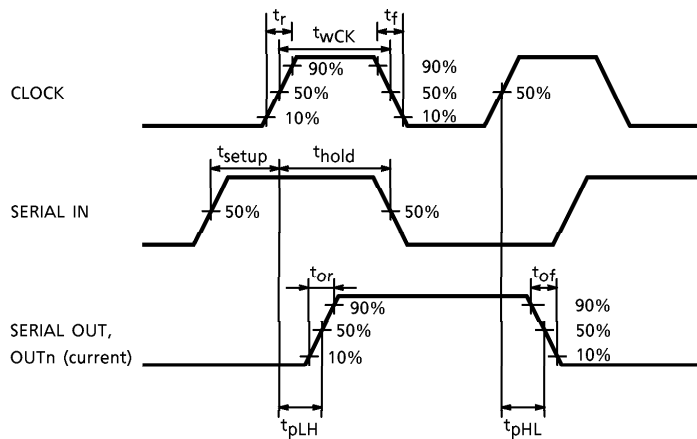 tr
twCK
tf
CLOCK
90%
90%
50%
50%
50%
10%
10%
tsetup
thold
SERIAL IN
50%
50%
tor
tof
90%
90%
SERIAL OUT,
50%
50%
OUTn (current)
10%
10%
tpLH
tpHL